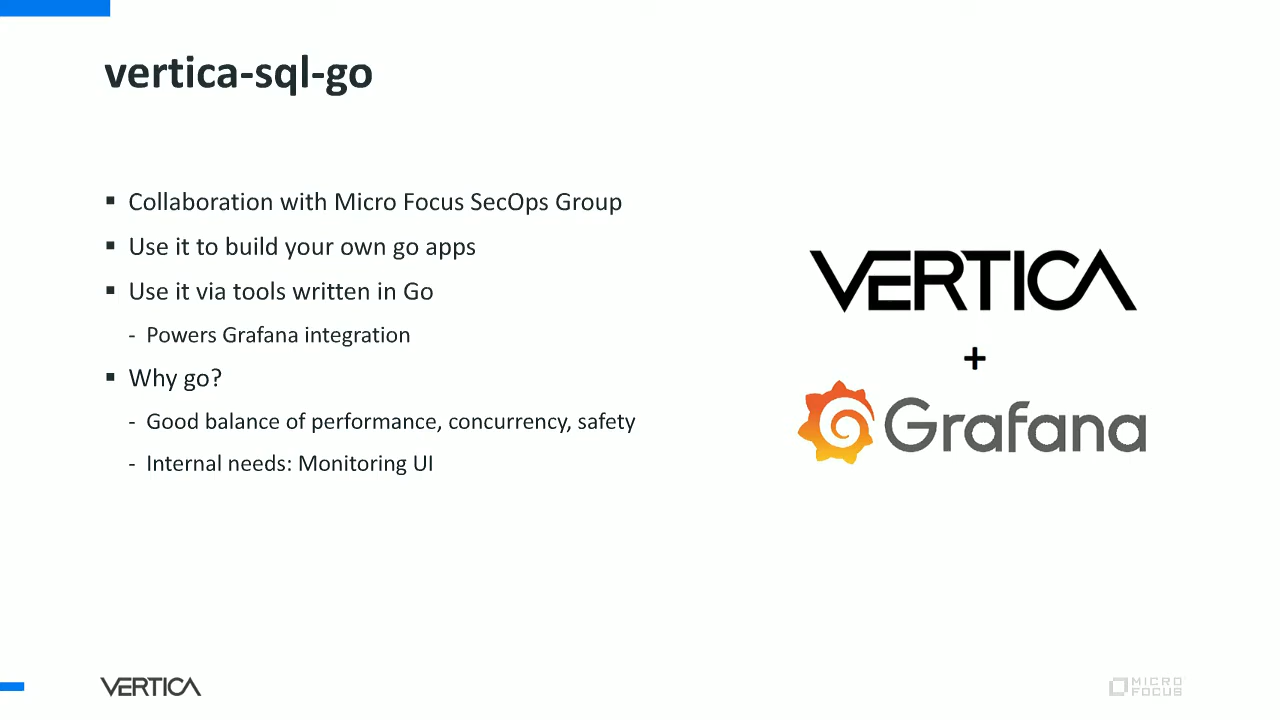 vertica-sql-go
▪ Collaboration with Micro Focus SecOps Group
▪ Use it to build your own go apps
▪ Use it via tools written in Go
- Powers Grafana integration
▪ Why go?
- Good balance of performance, concurrency, safety
- Internal needs: Monitoring UI
VERTICA
+
Grafana
VERTICA
MICRO
FOCUS